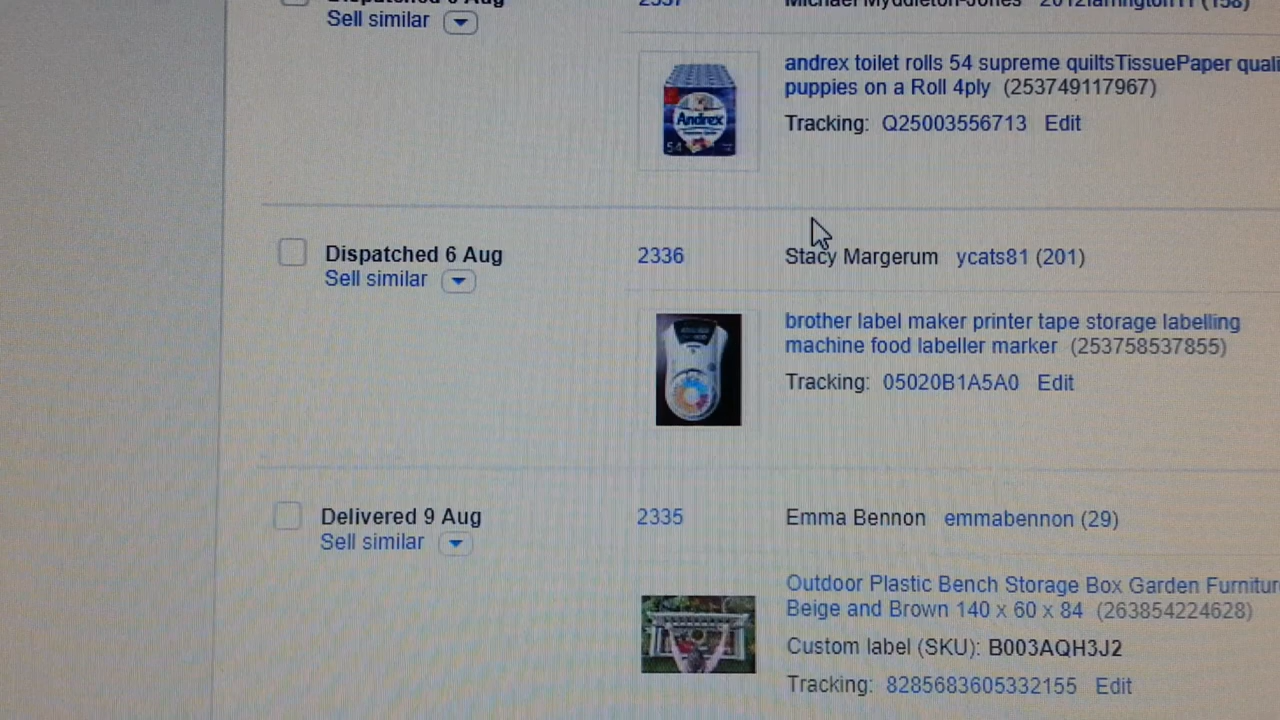 Sell similar
andrex toilet rolls 54 supreme quiltsTissuePaper quali
puppies on a Roll 4ply (253749117967)
Andrex
54
Tracking: Q25003556713 Edit
Dispatched 6 Aug 2336 Stacy Margerum ycats81 (201)
Sell similar
brother label maker printer tape storage labelling
machine food labeller marker (253758537855)
Tracking: 05020B1A5A0 Edit
Delivered 9 Aug 2335 Emma Bennon emmabennon (29)
Sell similar
Outdoor Plastic Bench Storage Box Garden Furnitur
Beige and Brown 140 x 60 x 84 (263854224628)
Custom label (SKU): B003AQH3J2
Tracking: 8285683605332155 Edit